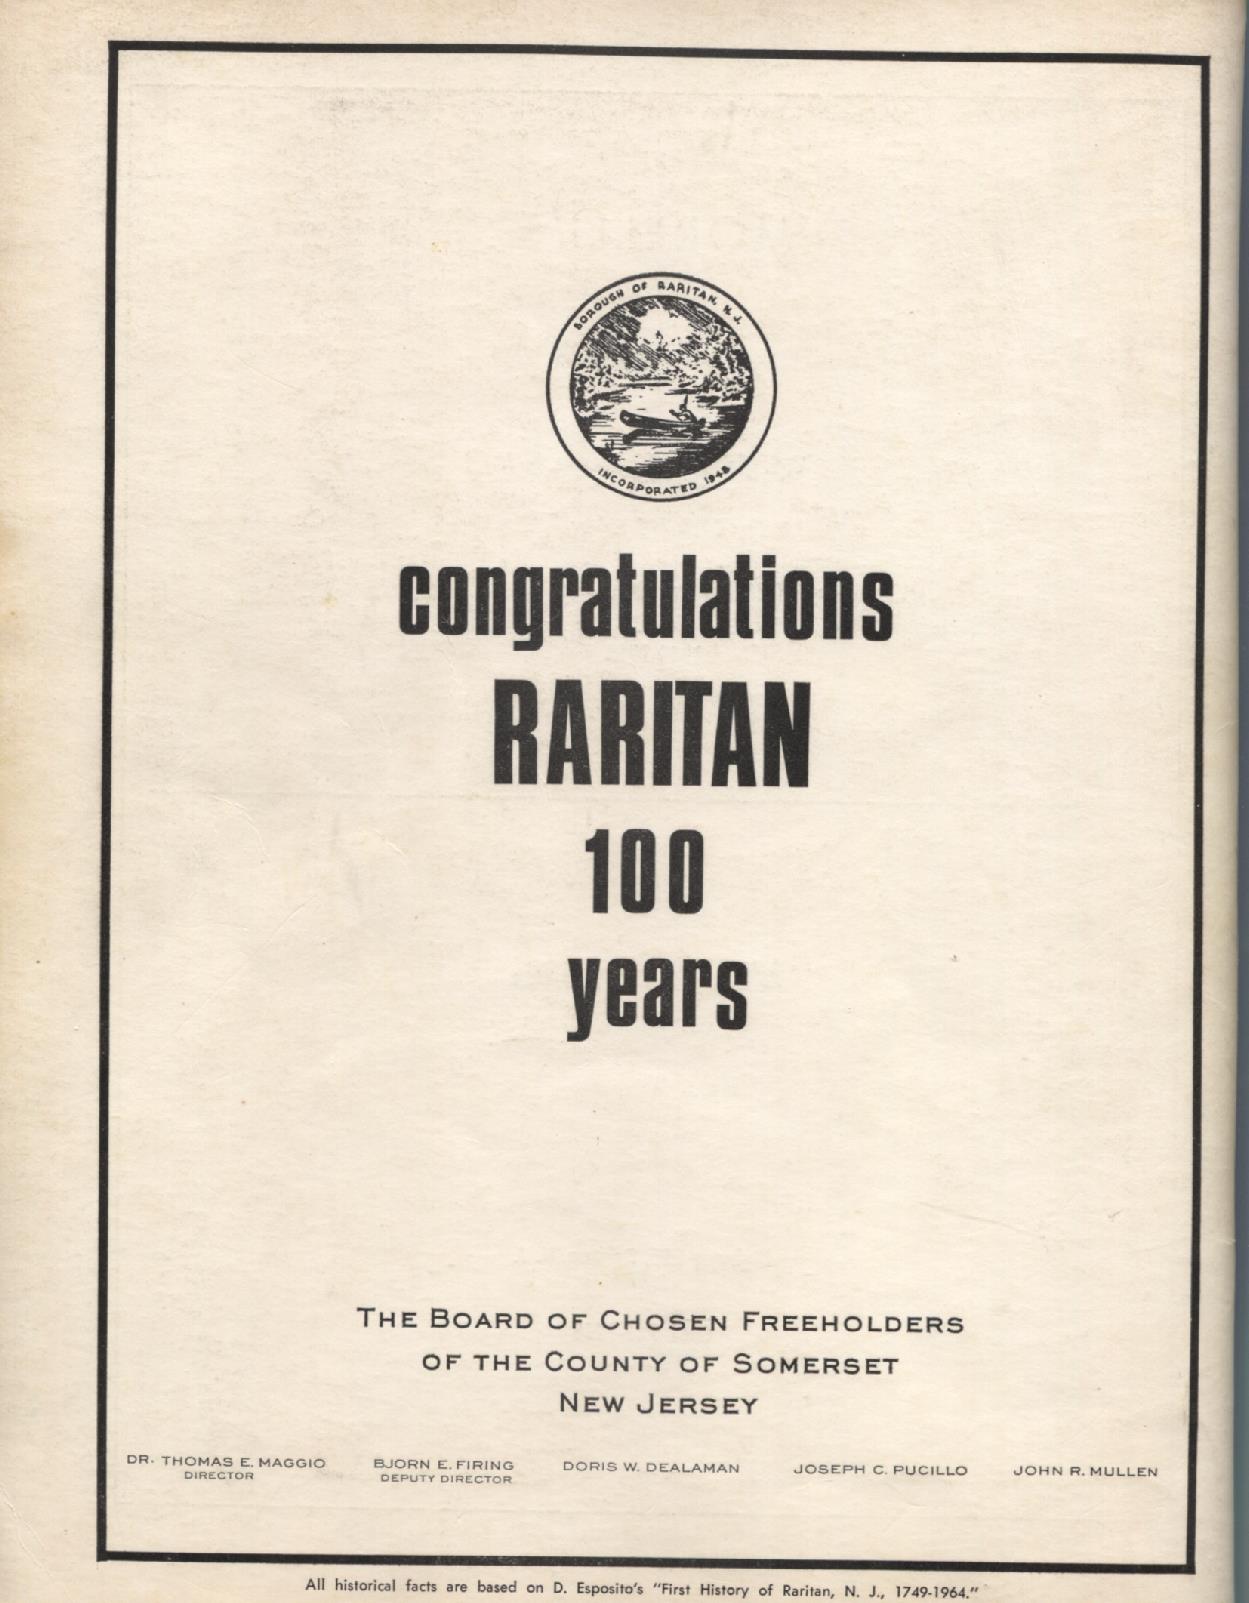 BOROUGH OF RARITAN, N. J.
INCORPORATED 1948
congratulations
RARITAN
100
years
THE BOARD OF CHOSEN FREEHOLDERS
OF THE COUNTY OF SOMERSET
NEW JERSEY
DR. THOMAS E. MAGGIO BJORN E. FIRING DORIS W. DEALAMAN JOSEPH C. PUCILLO JOHN R. MULLEN
DIRECTOR DEPUTY DIRECTOR
All historical facts are based on D. Esposito's "First History of Raritan, N. J., 1749-1964."